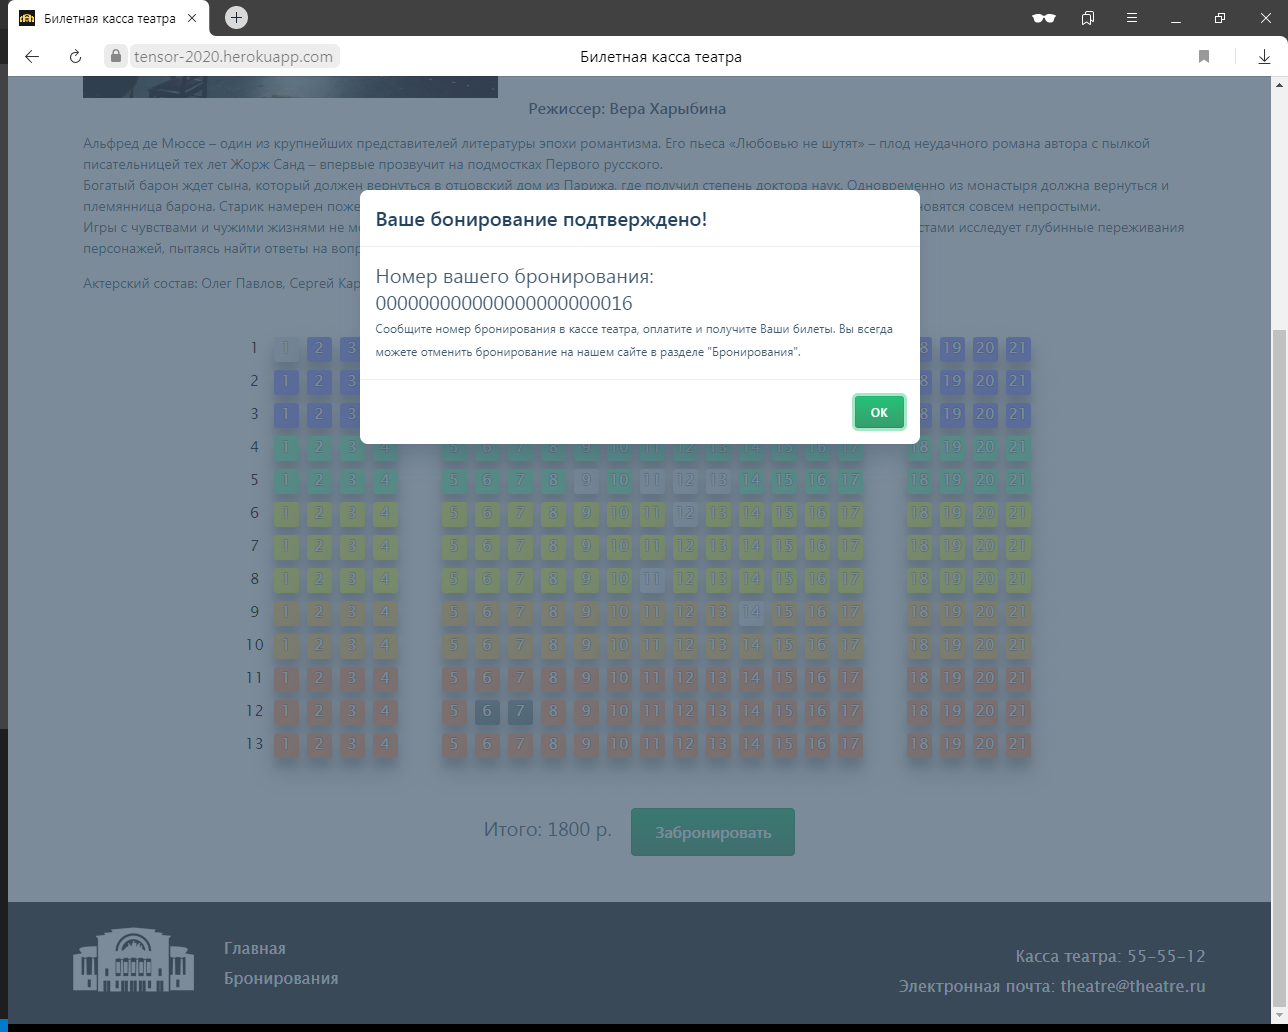 Билетная касса театра
tensor-2020.herokuapp.com
Билетная касса театра
Режиссер: Вера Харыбина
Альфред де Мюссе – один из крупнейших представителей литературы эпохи романтизма. Его пьеса «Любовью не шутят» – плод неудачного романа автора с пылкой
писательницей тех лет Жорж Санд – впервые прозвучит на подмостках Первого русского.
Богатый барон ждет сына, который должен вернуться в отцовский дом из Парижа, где получил степень доктора наук. Одновременно из монастыря должна вернуться и
племянница барона. Старик намерен
совсем непростыми.
Игры с чувствами и чужими жизнями не
исследует глубинные переживания
персонажей, пытаясь найти ответы на
Актерский состав: Олег Павлов, Сергей
Ваше бонирование подтверждено!
Номер вашего бронирования:
000000000000000000000016
Сообщите номер бронирования в кассе театра, оплатите и получите Ваши билеты. Вы всегда
можете отменить бронирование на нашем сайте в разделе "Бронирования".
ОК
1 1 2 3 19 20 21
2 1 2 3 19 20 21
3 1 2 3 19 20 21
4 1 2 3 4 5 6 7 8 9 10 11 12 13 14 15 16 17 18 19 20 21
5 1 2 3 4 5 6 7 8 9 10 11 12 13 14 15 16 17 18 19 20 21
6 1 2 3 4 5 6 7 8 9 10 11 12 13 14 15 16 17 18 19 20 21
7 1 2 3 4 5 6 7 8 9 10 11 12 13 14 15 16 17 18 19 20 21
8 1 2 3 4 5 6 7 8 9 10 11 12 13 14 15 16 17 18 19 20 21
9 1 2 3 4 5 6 7 8 9 10 11 12 13 14 15 16 17 18 19 20 21
10 1 2 3 4 5 6 7 8 9 10 11 12 13 14 15 16 17 18 19 20 21
11 1 2 3 4 5 6 7 8 9 10 11 12 13 14 15 16 17 18 19 20 21
12 1 2 3 4 5 6 7 8 9 10 11 12 13 14 15 16 17 18 19 20 21
13 1 2 3 4 5 6 7 8 9 10 11 12 13 14 15 16 17 18 19 20 21
Итого: 1800 р.
Забронировать
Главная
Бронирования
Касса театра: 55-55-12
Электронная почта: theatre@theatre.ru